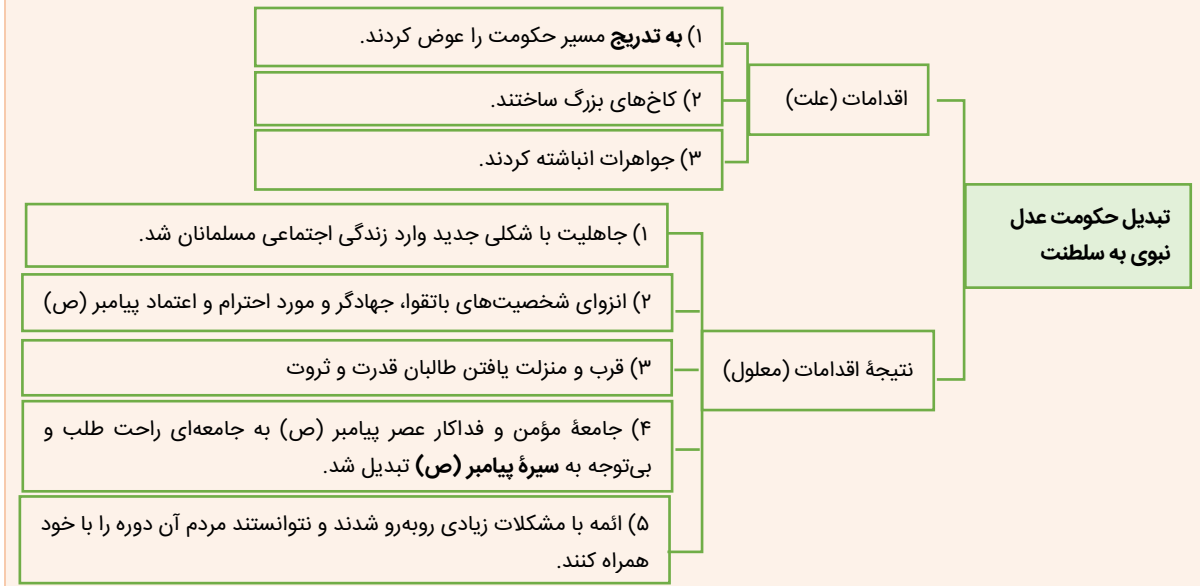 تبدیل حکومت عدل
نبوی به سلطنت
اقدامات (علت)
۱) به تدریج مسیر حکومت را عوض کردند.
۲) کاخ‌های بزرگ ساختند.
۳) جواهرات انباشته کردند.
نتیجۀ اقدامات (معلول)
۱) جاهلیت با شکلی جدید وارد زندگی اجتماعی مسلمانان شد.
۲) انزوای شخصیت‌های باتقوا، جهادگر و مورد احترام و اعتماد پیامبر (ص)
۳) قرب و منزلت یافتن طالبان قدرت و ثروت
۴) جامعۀ مؤمن و فداکار عصر پیامبر (ص) به جامعه‌ای راحت طلب و
بی‌توجه به سیرۀ پیامبر (ص) تبدیل شد.
۵) ائمه با مشکلات زیادی روبه‌رو شدند و نتوانستند مردم آن دوره را با خود
همراه کنند.